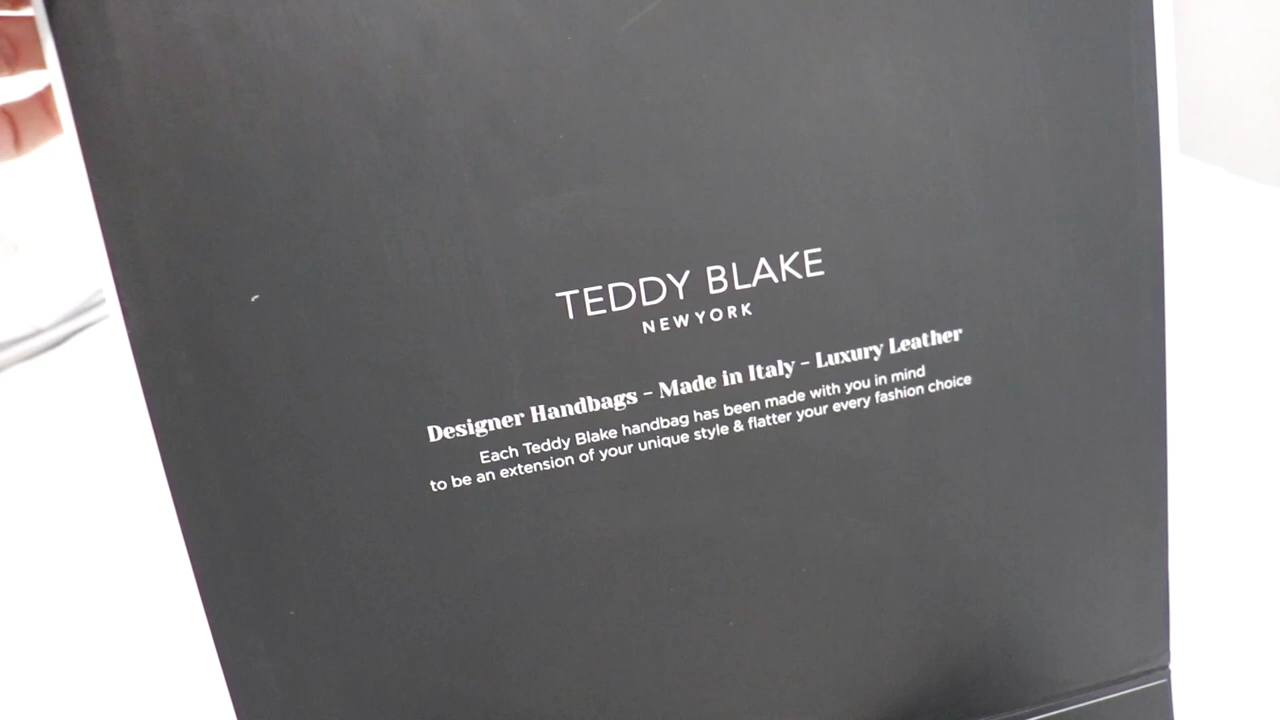 TEDDY BLAKE
NEW YORK
Designer Handbags - Made in Italy - Luxury Leather
Each Teddy Blake handbag has been made with you in mind
to be an extension of your unique style & flatter your every fashion choice